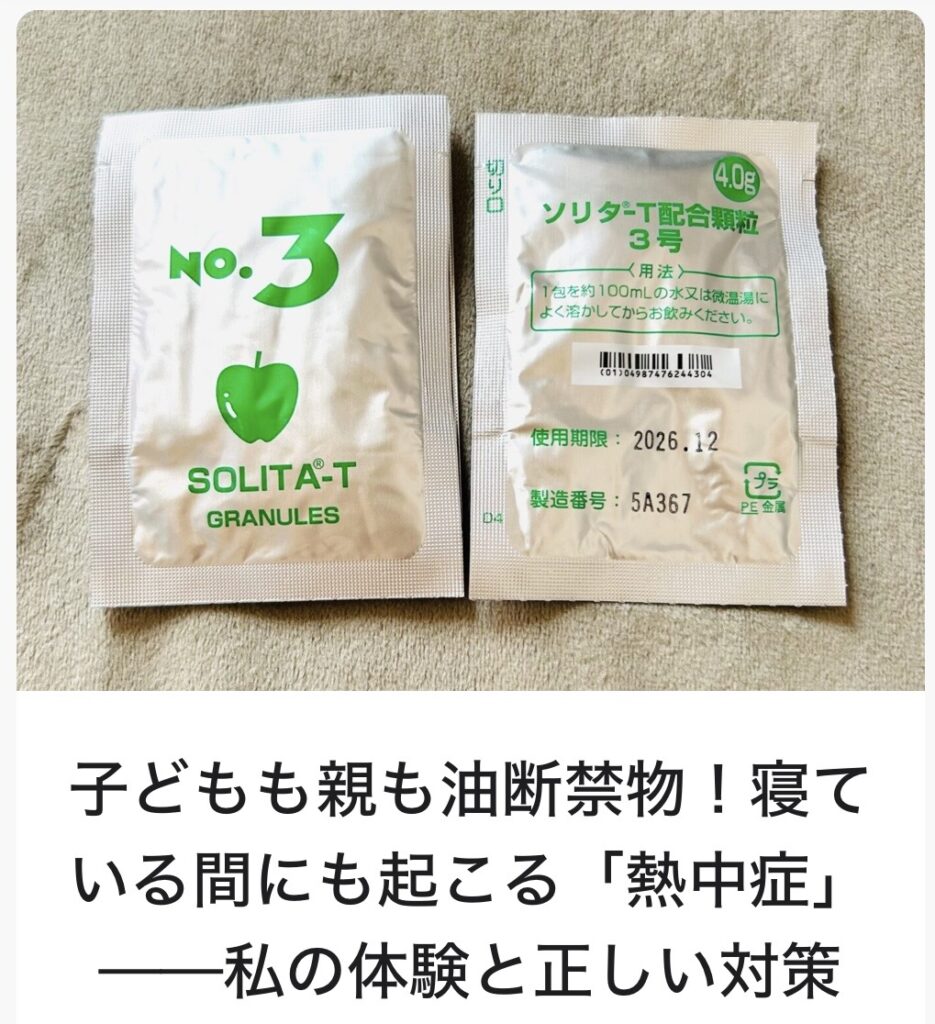 NO.3
SOLITA®-T
GRANULES
切り口
4.0g
ソリタ®-T配合顆粒
3号
〈用法〉
1包を約100mLの水又は微温湯に
よく溶かしてからお飲みください。
(01)04987476244304
使用期限：2026.12
製造番号：5A367
プラ
PE 金属
04
子どもも親も油断禁物！寝て
いる間にも起こる「熱中症」
――私の体験と正しい対策